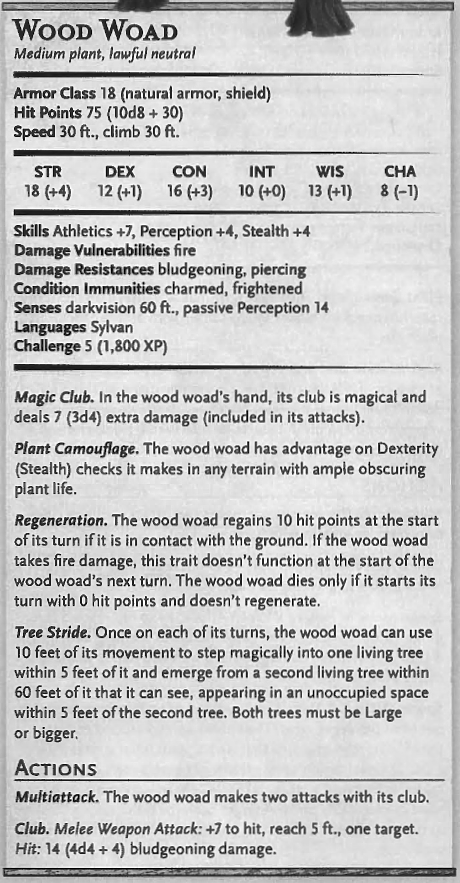 WOOD WOAD
Medium plant, lawful neutral
Armor Class 18 (natural armor, shield)
Hit Points 75 (10d8 + 30)
Speed 30 ft., climb 30 ft.
STR DEX CON INT WIS CHA
18 (+4) 12 (+1) 16 (+3) 10 (+0) 13 (+1) 8 (−1)
Skills Athletics +7, Perception +4, Stealth +4
Damage Vulnerabilities fire
Damage Resistances bludgeoning, piercing
Condition Immunities charmed, frightened
Senses darkvision 60 ft., passive Perception 14
Languages Sylvan
Challenge 5 (1,800 XP)
Magic Club. In the wood woad's hand, its club is magical and
deals 7 (3d4) extra damage (included in its attacks).
Plant Camouflage. The wood woad has advantage on Dexterity
(Stealth) checks it makes in any terrain with ample obscuring
plant life.
Regeneration. The wood woad regains 10 hit points at the start
of its turn if it is in contact with the ground. If the wood woad
takes fire damage, this trait doesn't function at the start of the
wood woad's next turn. The wood woad dies only if it starts its
turn with 0 hit points and doesn't regenerate.
Tree Stride. Once on each of its turns, the wood woad can use
10 feet of its movement to step magically into one living tree
within 5 feet of it and emerge from a second living tree within
60 feet of it that it can see, appearing in an unoccupied space
within 5 feet of the second tree. Both trees must be Large
or bigger.
ACTIONS
Multiattack. The wood woad makes two attacks with its club.
Club. Melee Weapon Attack: +7 to hit, reach 5 ft., one target.
Hit: 14 (4d4 + 4) bludgeoning damage.